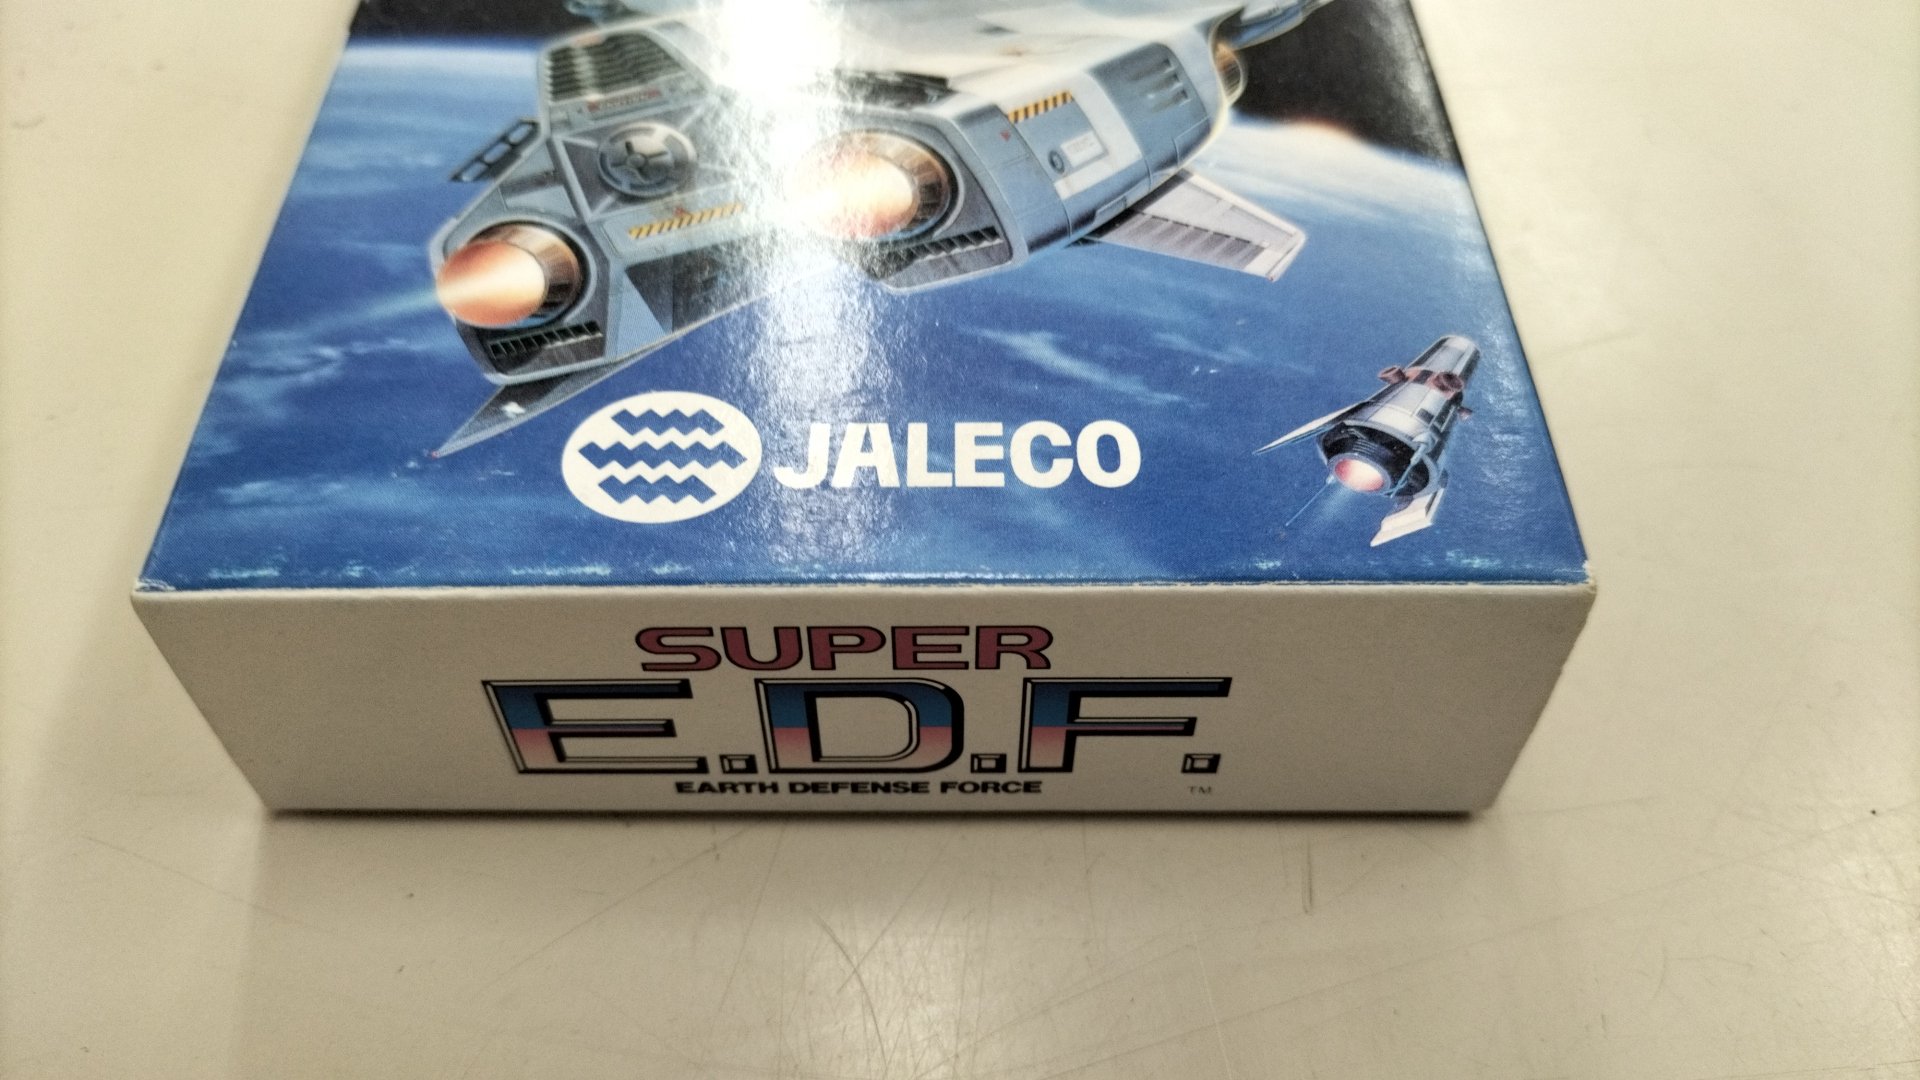 JALECO
SUPER
E.D.F.
EARTH DEFENSE FORCE
TM